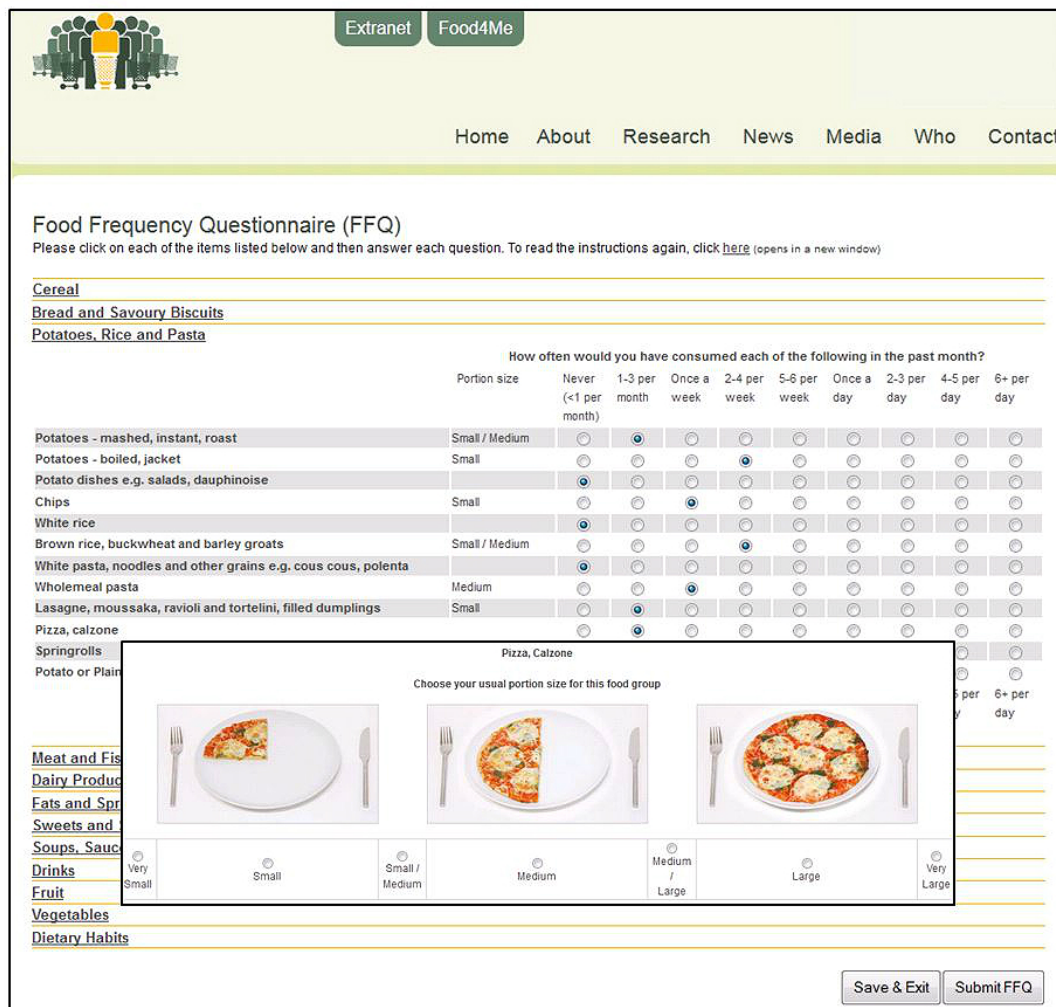 Extranet Food4Me
Home About Research News Media Who Contact
Food Frequency Questionnaire (FFQ)
Please click on each of the items listed below and then answer each question. To read the instructions again, click here (opens in a new window)
Cereal
Bread and Savoury Biscuits
Potatoes, Rice and Pasta
How often would you have consumed each of the following in the past month?
Portion size Never 1-3 per Once a 2-4 per 5-6 per Once a 2-3 per 4-5 per 6+ per
(<1 per month week week week day day day day
month)
Potatoes - mashed, instant, roast Small / Medium
Potatoes - boiled, jacket Small
Potato dishes e.g. salads, dauphinoise
Chips Small
White rice
Brown rice, buckwheat and barley groats Small / Medium
White pasta, noodles and other grains e.g. cous cous, polenta
Wholemeal pasta Medium
Lasagne, moussaka, ravioli and tortelini, filled dumplings Small
Pizza, calzone
Springrolls
Potato or Plain
per 6+ per
day
Pizza, Calzone
Choose your usual portion size for this food group
Very Small Small Small / Medium Medium Medium / Large Large Very Large
Meat and Fis
Dairy Produc
Fats and Spr
Sweets and
Soups, Sauc
Drinks
Fruit
Vegetables
Dietary Habits
Save & Exit Submit FFQ